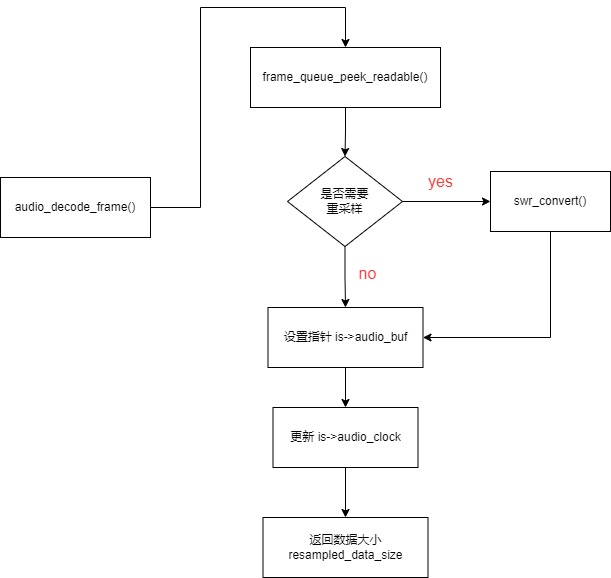 audio_decode_frame()
frame_queue_peek_readable()
是否需要
重采样
yes
swr_convert()
no
设置指针 is->audio_buf
更新 is->audio_clock
返回数据大小
resampled_data_size